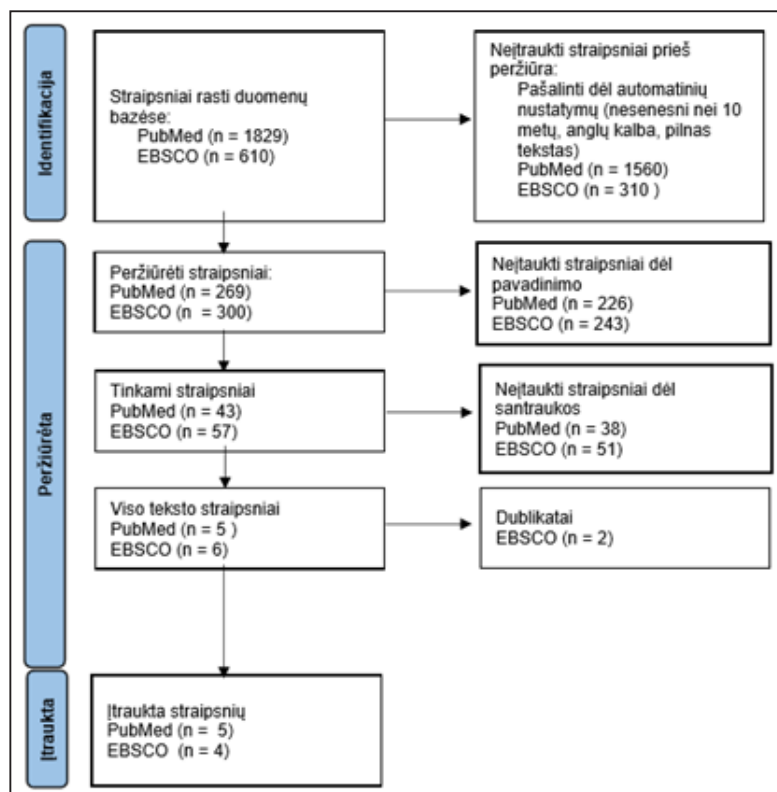 Identifikacija
Straipsniai rasti duomenų
bazėse:
PubMed (n = 1829)
EBSCO (n = 610)
Neįtraukti straipsniai prieš
peržiūra:
Pašalinti dėl automatinių
nustatymų (nesenesni nei 10
metų, anglų kalba, pilnas
tekstas)
PubMed (n = 1560)
EBSCO (n = 310 )
Peržiūrėta
Peržiūrėti straipsniai:
PubMed (n = 269)
EBSCO (n = 300)
Neįtaukti straipsniai dėl
pavadinimo
PubMed (n = 226)
EBSCO (n = 243)
Tinkami straipsniai
PubMed (n = 43)
EBSCO (n = 57)
Neįtaukti straipsniai dėl
santraukos
PubMed (n = 38)
EBSCO (n = 51)
Viso teksto straipsniai
PubMed (n = 5 )
EBSCO (n = 6)
Dublikatai
EBSCO (n = 2)
Įtraukta
Įtraukta straipsnių
PubMed (n = 5)
EBSCO (n = 4)